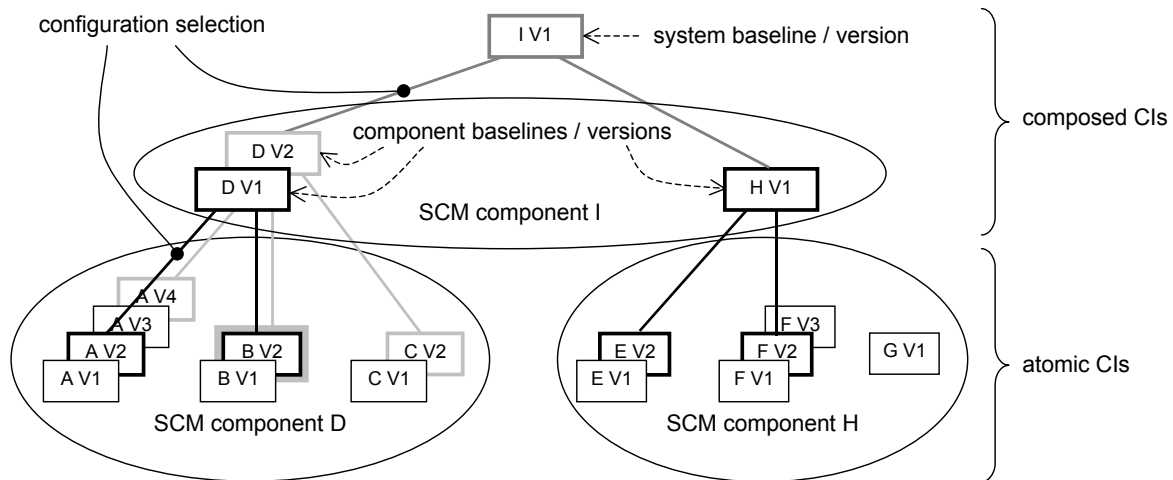 configuration selection
I V1
system baseline / version
composed CIs
component baselines / versions
D V2
D V1
H V1
SCM component I
A V4
A V3
F V3
A V2
B V2
C V2
E V2
F V2
G V1
A V1
B V1
C V1
E V1
F V1
atomic CIs
SCM component D
SCM component H